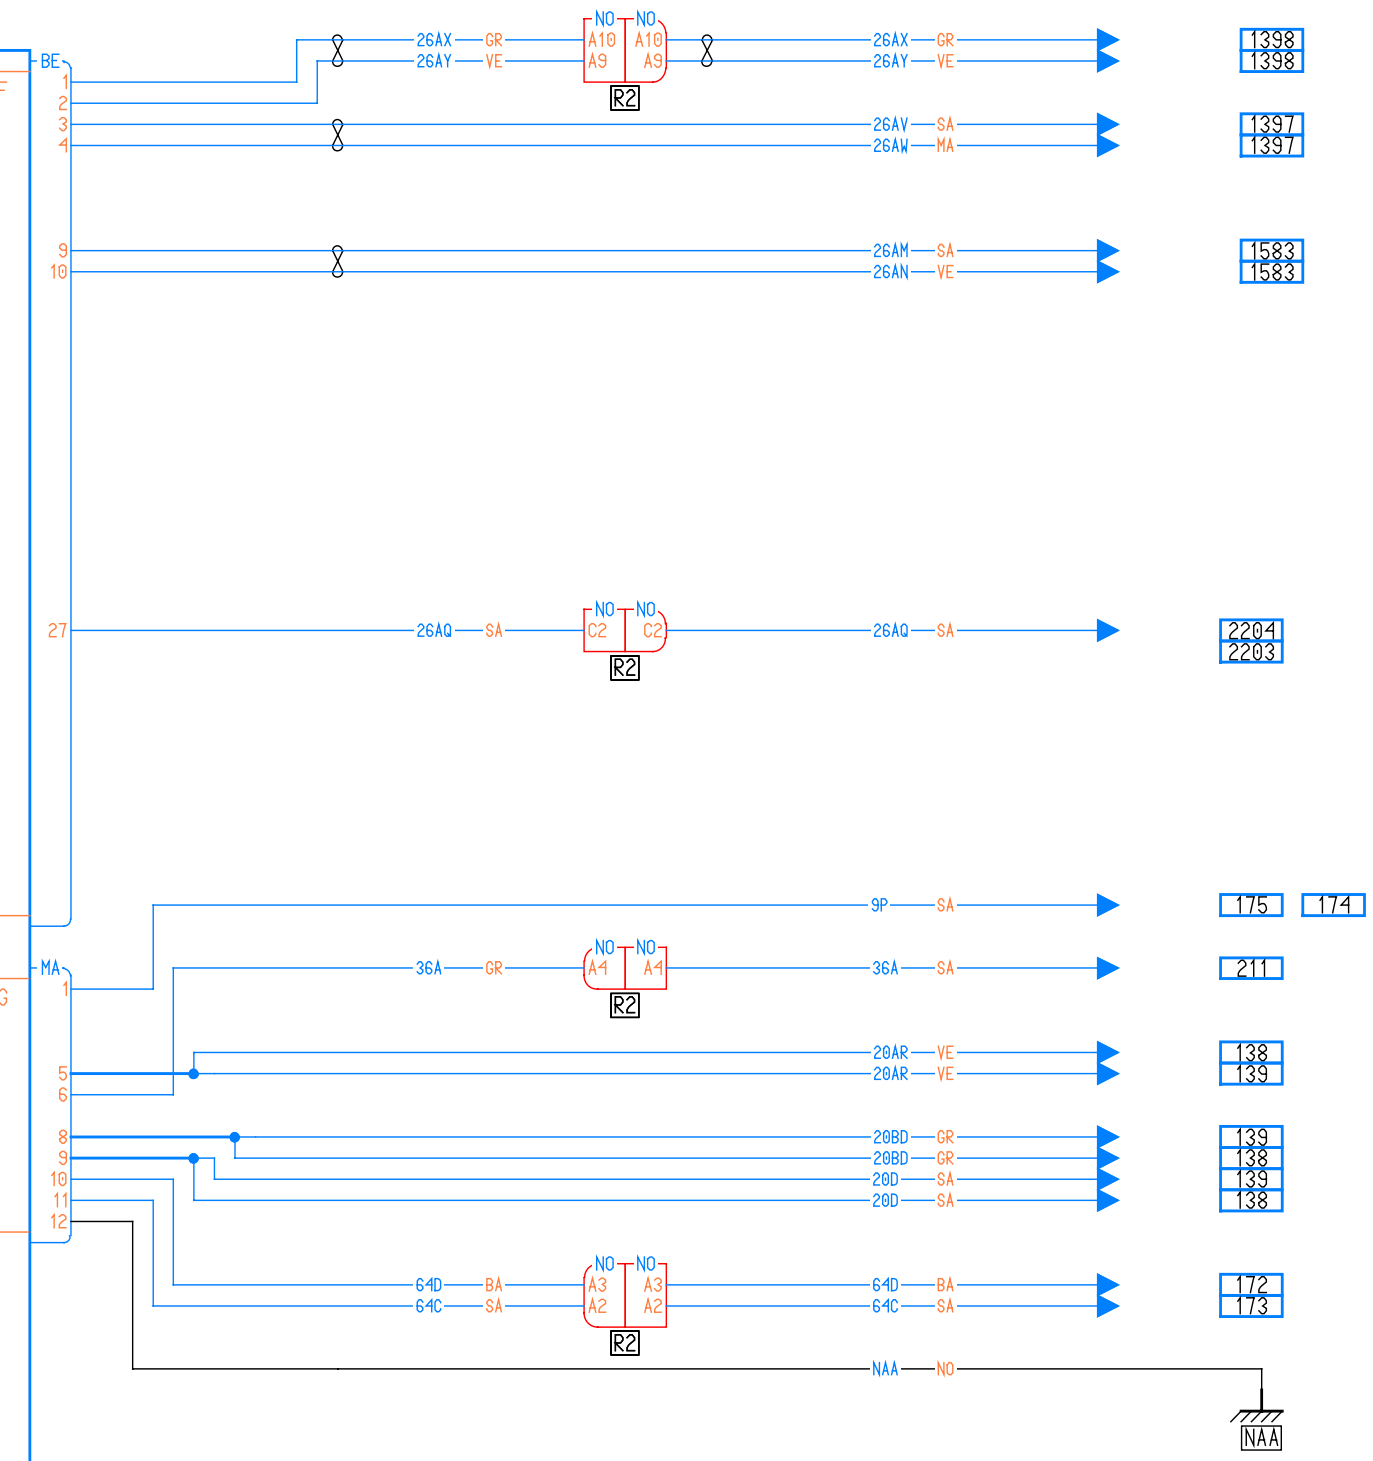 NO NO
26AX GR A10 A10 26AX GR 1398
BE 26AY VE A9 A9 26AY VE 1398
1
R2
2
3 26AV SA 1397
4 26AW MA 1397
9 26AM SA 1583
10 26AN VE 1583
NO NO
27 26AQ SA C2 C2 26AQ SA 2204
2203
R2
9P SA 175 174
NO NO
MA 36A GR A4 A4 36A SA 211
1
G
R2
20AR VE 138
5 20AR VE 139
6
8 20BD GR 139
9 20BD GR 138
10 20D SA 139
11 20D SA 138
12
NO NO
64D BA A3 A3 64D BA 172
64C SA A2 A2 64C SA 173
R2
NAA NO
NAA